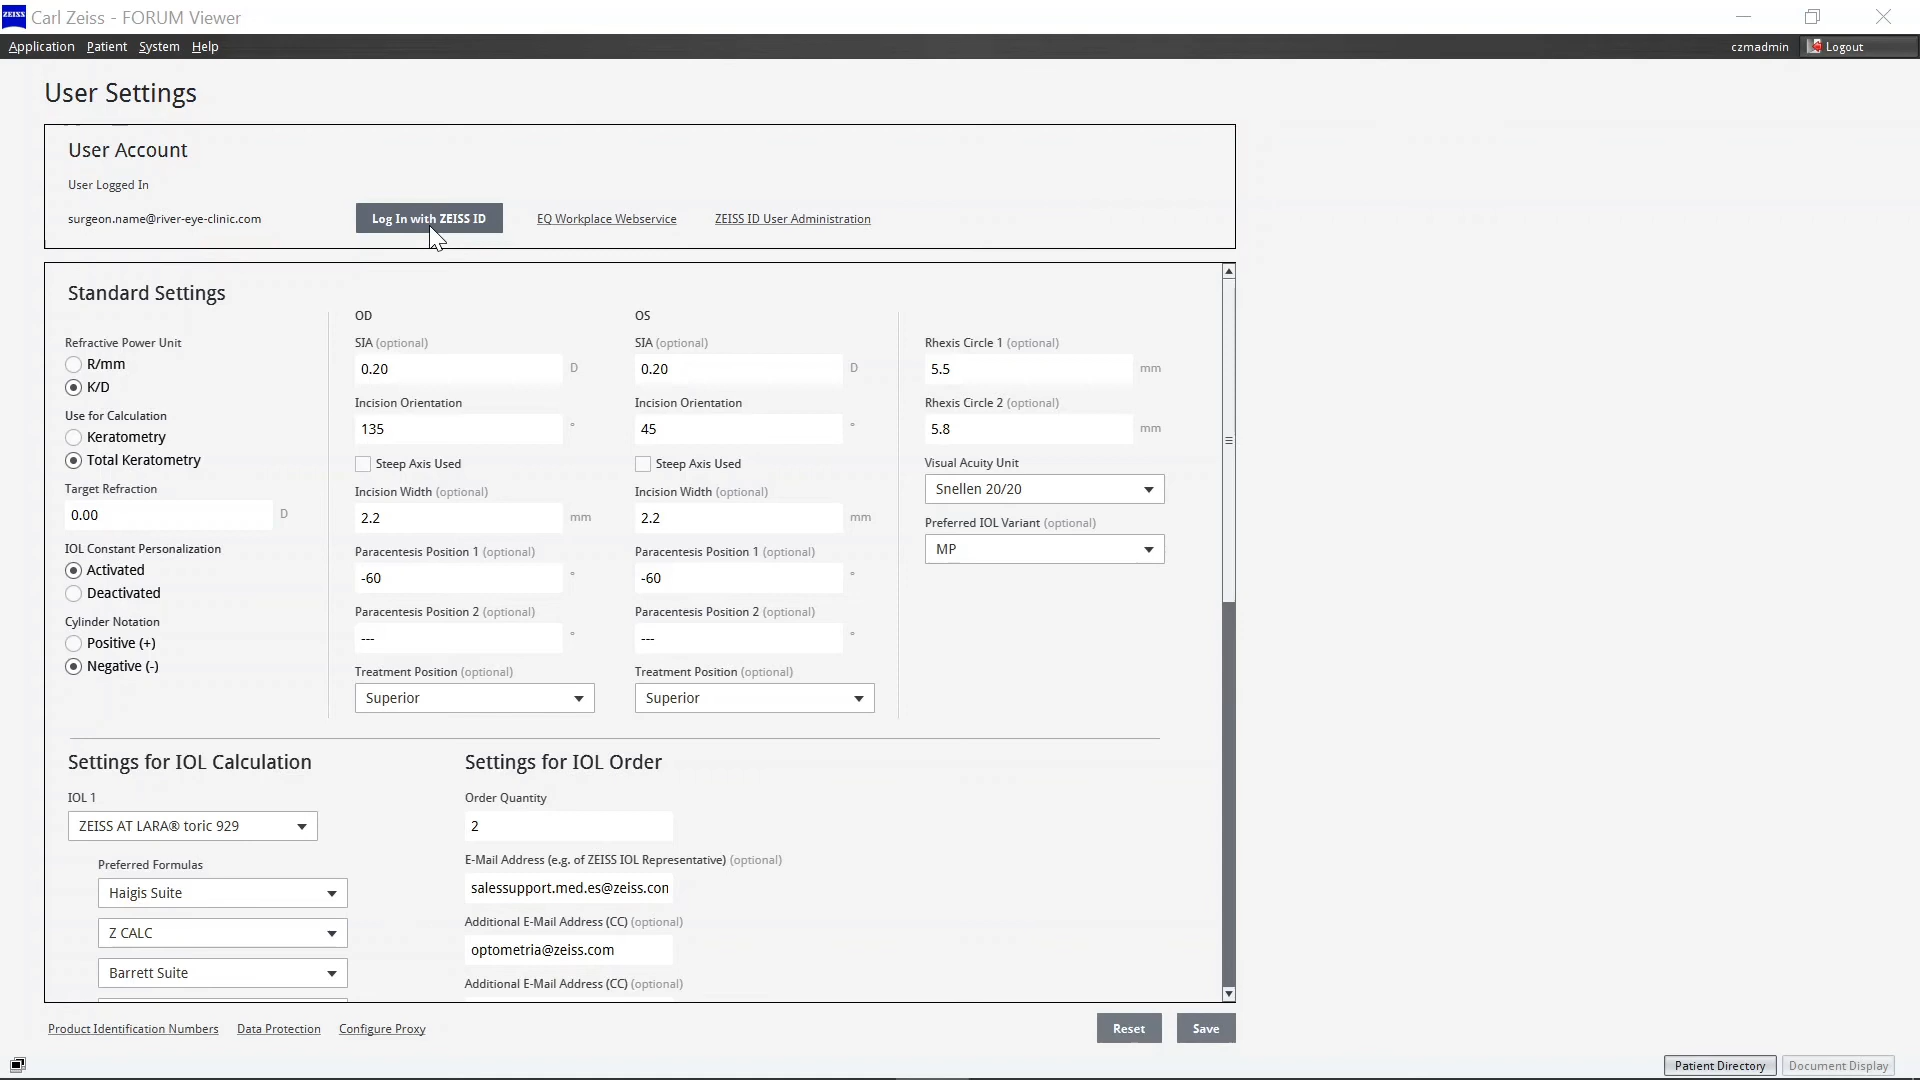 ZEISS Carl Zeiss - FORUM Viewer
Application Patient System Help czmadmin Logout
User Settings
User Account
User Logged In
surgeon.name@river-eye-clinic.com Log In with ZEISS ID EQ Workplace Webservice ZEISS ID User Administration
Standard Settings
Refractive Power Unit
R/mm
K/D
Use for Calculation
Keratometry
Total Keratometry
Target Refraction
0.00 D
IOL Constant Personalization
Activated
Deactivated
Cylinder Notation
Positive (+)
Negative (-)
OD
SIA (optional)
0.20 D
Incision Orientation
135 °
Steep Axis Used
Incision Width (optional)
2.2 mm
Paracentesis Position 1 (optional)
-60 °
Paracentesis Position 2 (optional)
--- °
Treatment Position (optional)
Superior
OS
SIA (optional)
0.20 D
Incision Orientation
45 °
Steep Axis Used
Incision Width (optional)
2.2 mm
Paracentesis Position 1 (optional)
-60 °
Paracentesis Position 2 (optional)
--- °
Treatment Position (optional)
Superior
Rhexis Circle 1 (optional)
5.5 mm
Rhexis Circle 2 (optional)
5.8 mm
Visual Acuity Unit
Snellen 20/20
Preferred IOL Variant (optional)
MP
Settings for IOL Calculation
IOL 1
ZEISS AT LARA® toric 929
Preferred Formulas
Haigis Suite
Z CALC
Barrett Suite
Settings for IOL Order
Order Quantity
2
E-Mail Address (e.g. of ZEISS IOL Representative) (optional)
salessupport.med.es@zeiss.con
Additional E-Mail Address (CC) (optional)
optometria@zeiss.com
Additional E-Mail Address (CC) (optional)
Product Identification Numbers Data Protection Configure Proxy Reset Save
Patient Directory Document Display